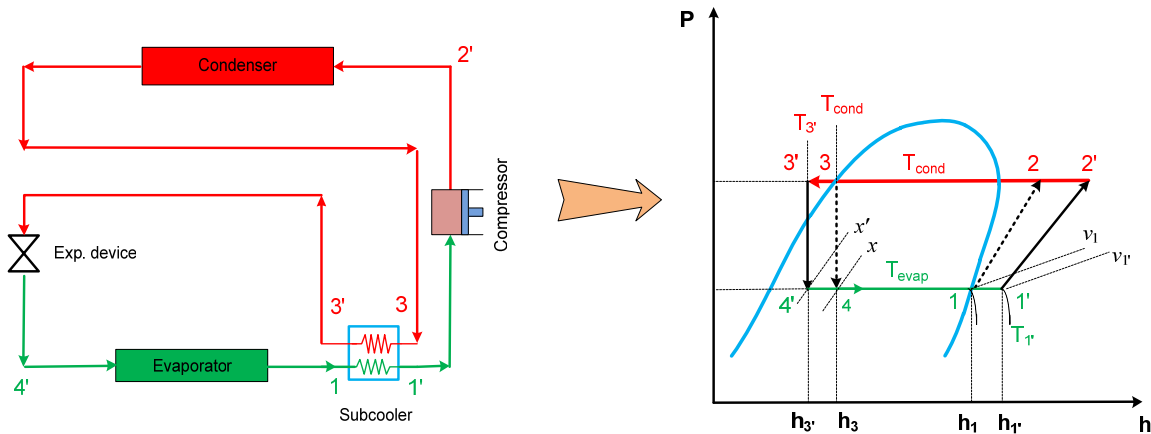 Condenser
2'
Compressor
Exp. device
3'
3
4'
Evaporator
1
1'
Subcooler
P
T3'
Tcond
3'
3
Tcond
2
2'
x'
x
v1
v1'
Tevap
4'
4
1
1'
T1'
h3'
h3
h1
h1'
h